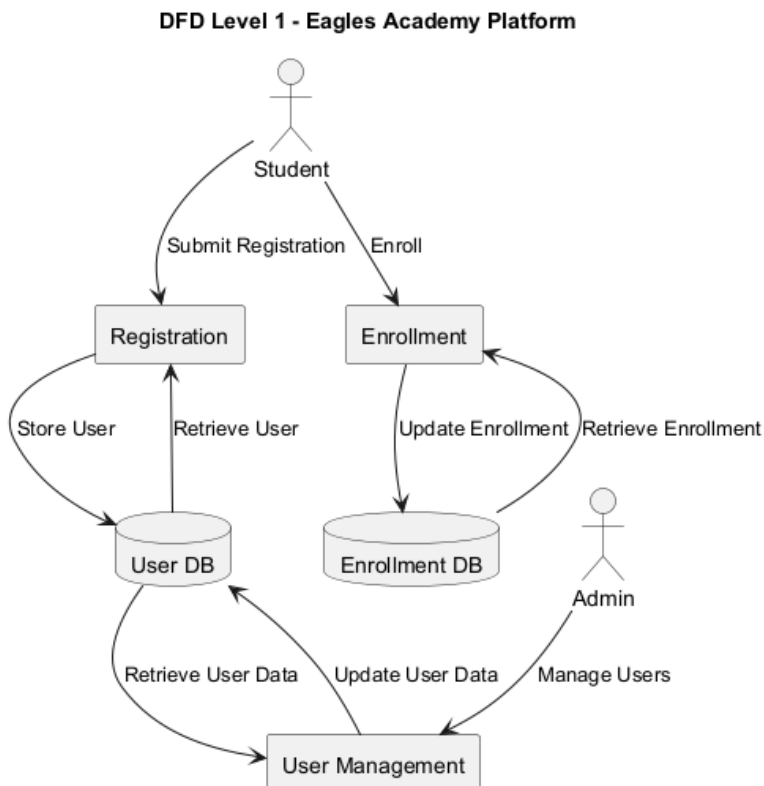 DFD Level 1 - Eagles Academy Platform
Student
Submit Registration
Enroll
Registration
Enrollment
Store User
Retrieve User
Update Enrollment
Retrieve Enrollment
User DB
Enrollment DB
Admin
Retrieve User Data
Update User Data
Manage Users
User Management